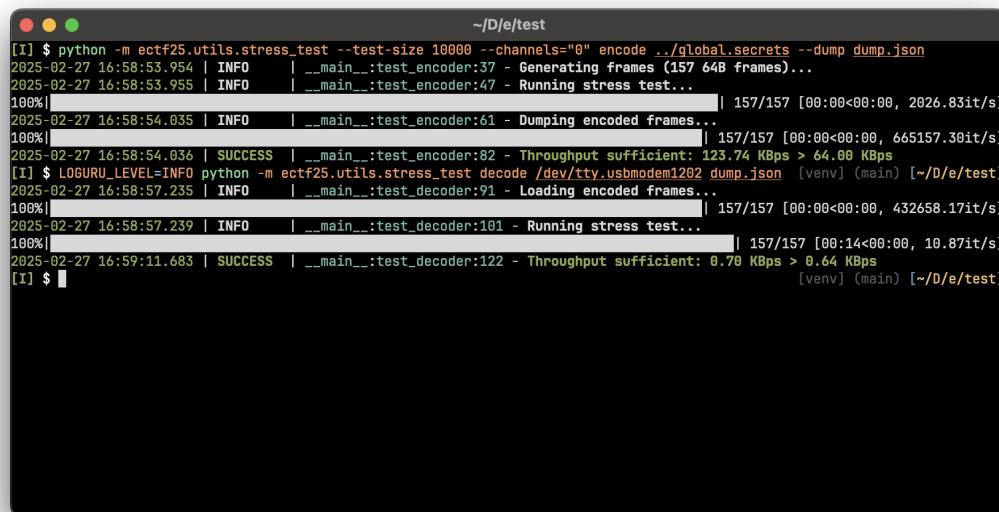 ~/D/e/test
[I] $ python -m ectf25.utils.stress_test --test-size 10000 --channels="0" encode ../global.secrets --dump dump.json
2025-02-27 16:58:53.954 | INFO     | __main__:test_encoder:37 - Generating frames (157 64B frames)...
2025-02-27 16:58:53.955 | INFO     | __main__:test_encoder:47 - Running stress test...
100%| | 157/157 [00:00<00:00, 2026.83it/s]
2025-02-27 16:58:54.035 | INFO     | __main__:test_encoder:61 - Dumping encoded frames...
100%| | 157/157 [00:00<00:00, 665157.30it/s]
2025-02-27 16:58:54.036 | SUCCESS  | __main__:test_encoder:82 - Throughput sufficient: 123.74 KBps > 64.00 KBps
[I] $ LOGURU_LEVEL=INFO python -m ectf25.utils.stress_test decode /dev/tty.usbmodem1202 dump.json [venv] (main) [~/D/e/test]
2025-02-27 16:58:57.235 | INFO     | __main__:test_decoder:91 - Loading encoded frames...
100%| | 157/157 [00:00<00:00, 432658.17it/s]
2025-02-27 16:58:57.239 | INFO     | __main__:test_decoder:101 - Running stress test...
100%| | 157/157 [00:14<00:00, 10.87it/s]
2025-02-27 16:59:11.683 | SUCCESS  | __main__:test_decoder:122 - Throughput sufficient: 0.70 KBps > 0.64 KBps
[I] $ [venv] (main) [~/D/e/test]